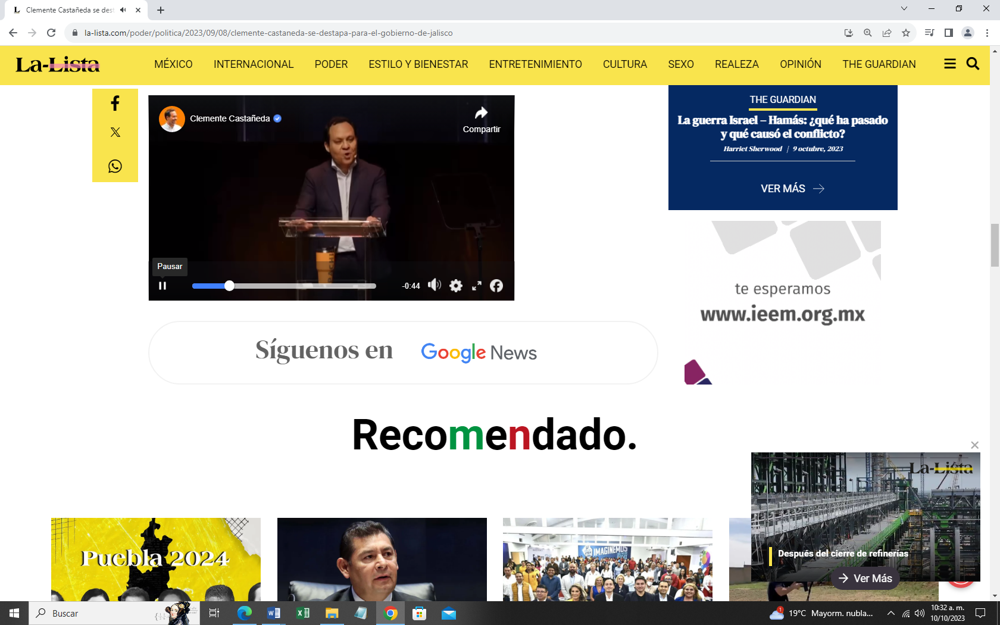 Clemente Castañeda se dest
la-lista.com/poder/politica/2023/09/08/clemente-castaneda-se-destapa-para-el-gobierno-de-jalisco
La-Lista
MÉXICO
INTERNACIONAL
PODER
ESTILO Y BIENESTAR
ENTRETENIMIENTO
CULTURA
SEXO
REALEZA
OPINIÓN
THE GUARDIAN
Clemente Castañeda
Compartir
Pausar
-0:44
THE GUARDIAN
La guerra Israel – Hamás: ¿qué ha pasado
y qué causó el conflicto?
Harriet Sherwood | 9 octubre, 2023
VER MÁS
te esperamos
www.ieem.org.mx
Síguenos en Google News
Recomendado.
Puebla 2024
IMAGINEMOS
La-Lista
Después del cierre de refinerías
Ver Más
Buscar
1
19°C Mayorm. nubla...
10:32 a. m.
10/10/2023